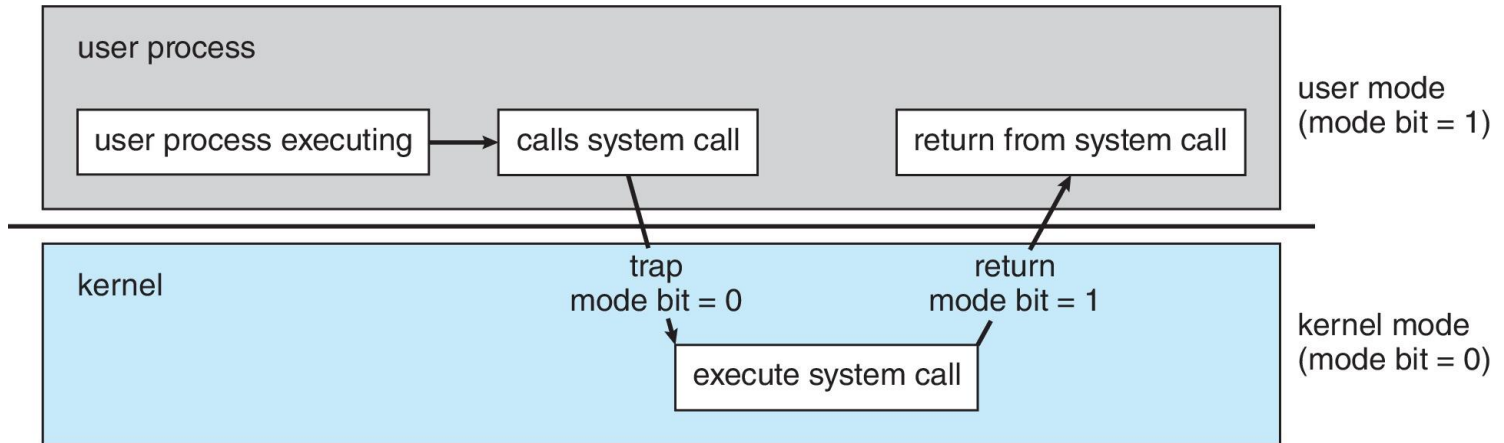 user process
user process executing
calls system call
return from system call
user mode
(mode bit = 1)
kernel
trap
mode bit = 0
return
mode bit = 1
execute system call
kernel mode
(mode bit = 0)